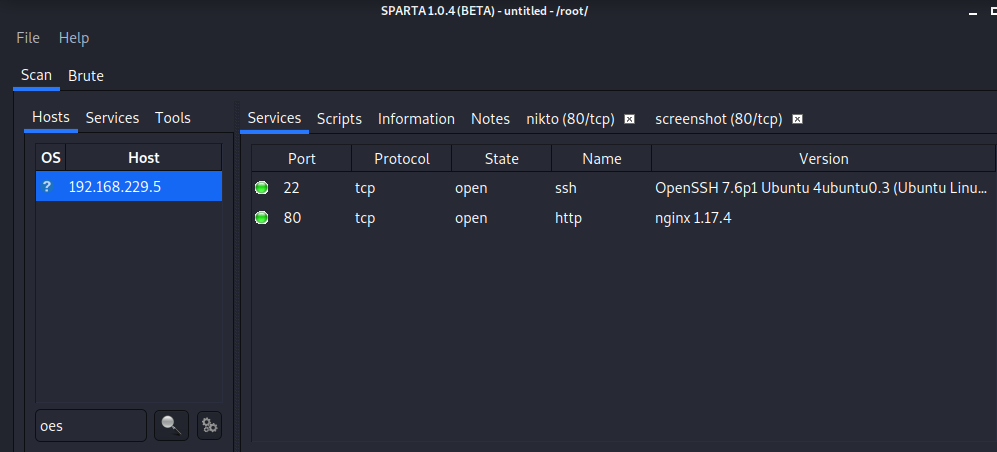 SPARTA 1.0.4 (BETA) - untitled - /root/
File Help
Scan Brute
Hosts Services Tools
OS Host
? 192.168.229.5
oes
Services Scripts Information Notes nikto (80/tcp) screenshot (80/tcp)
Port Protocol State Name Version
22 tcp open ssh OpenSSH 7.6p1 Ubuntu 4ubuntu0.3 (Ubuntu Linu...
80 tcp open http nginx 1.17.4